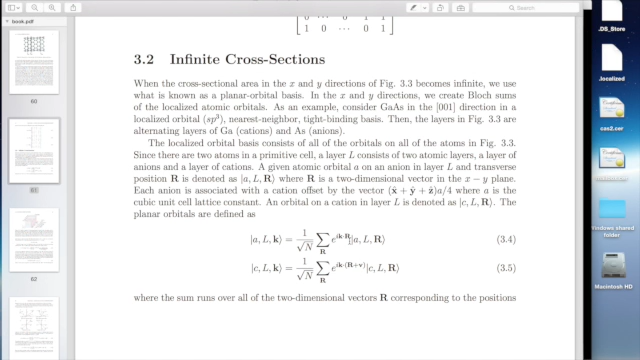 book.pdf
Search
0 ··· 0 1 1
1 0 ··· 0 1
3.2 Infinite Cross-Sections
When the cross-sectional area in the x and y directions of Fig. 3.3 becomes infinite, we use
what is known as a planar-orbital basis. In the x and y directions, we create Bloch sums
of the localized atomic orbitals. As an example, consider GaAs in the [001] direction in a
localized orbital (sp³), nearest-neighbor, tight-binding basis. Then, the layers in Fig. 3.3 are
alternating layers of Ga (cations) and As (anions).
The localized orbital basis consists of all of the orbitals on all of the atoms in Fig. 3.3.
Since there are two atoms in a primitive cell, a layer L consists of two atomic layers, a layer of
anions and a layer of cations. A given atomic orbital a on an anion in layer L and transverse
position R is denoted as |a, L, R⟩ where R is a two-dimensional vector in the x − y plane.
Each anion is associated with a cation offset by the vector (x̂ + ŷ + ẑ)a/4 where a is the
cubic unit cell lattice constant. An orbital on a cation in layer L is denoted as |c, L, R⟩. The
planar orbitals are defined as
|a, L, k⟩ = 1/√N ∑_R e^{ik·R}|a, L, R⟩ (3.4)
|c, L, k⟩ = 1/√N ∑_R e^{ik·(R+v)}|c, L, R⟩ (3.5)
where the sum runs over all of the two-dimensional vectors R corresponding to the positions
60
61
62
.DS_Store
.localized
cas2.cer
Windows shared
folder
Macintosh HD